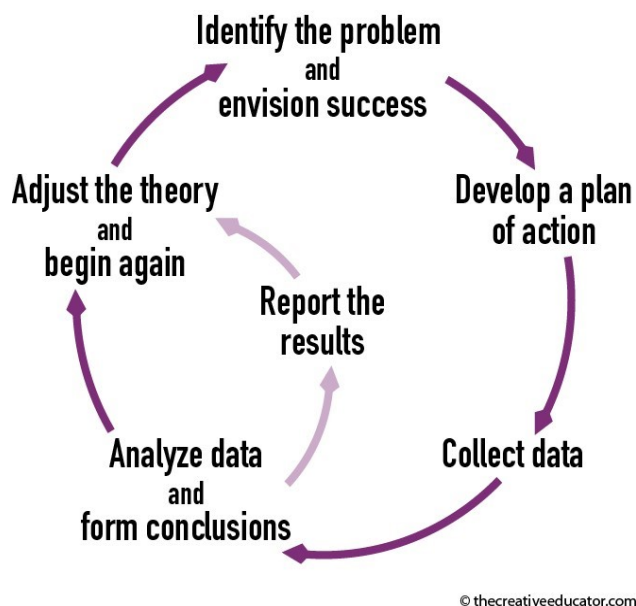 Identify the problem
and
envision success
Develop a plan
of action
Collect data
Analyze data
and
form conclusions
Report the
results
Adjust the theory
and
begin again
© thecreativeeducator.com